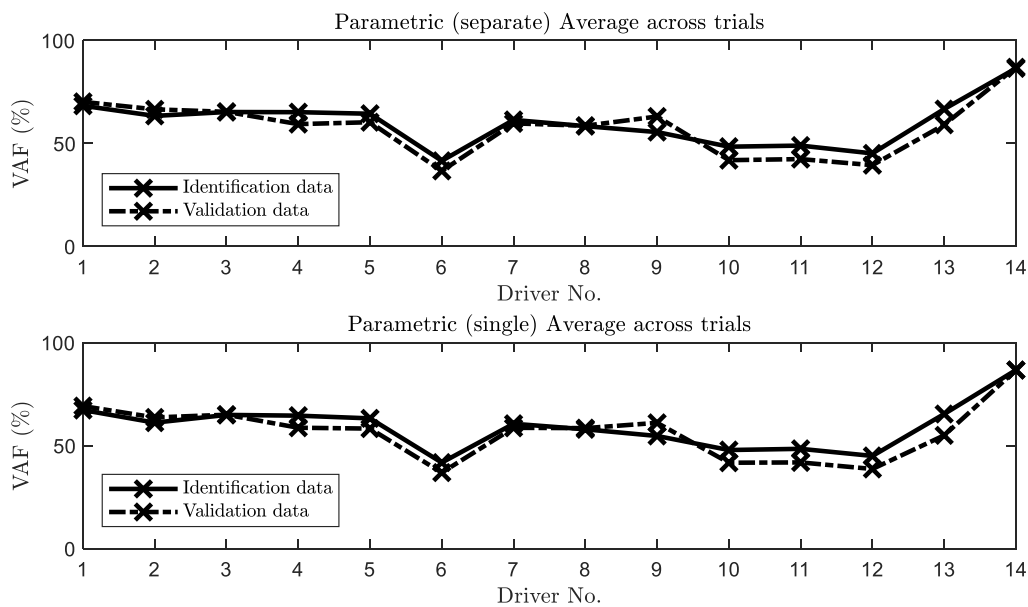 Parametric (separate) Average across trials
100
50
0
VAF (%)
Identification data
Validation data
1 2 3 4 5 6 7 8 9 10 11 12 13 14
Driver No.
Parametric (single) Average across trials
100
50
0
VAF (%)
Identification data
Validation data
1 2 3 4 5 6 7 8 9 10 11 12 13 14
Driver No.